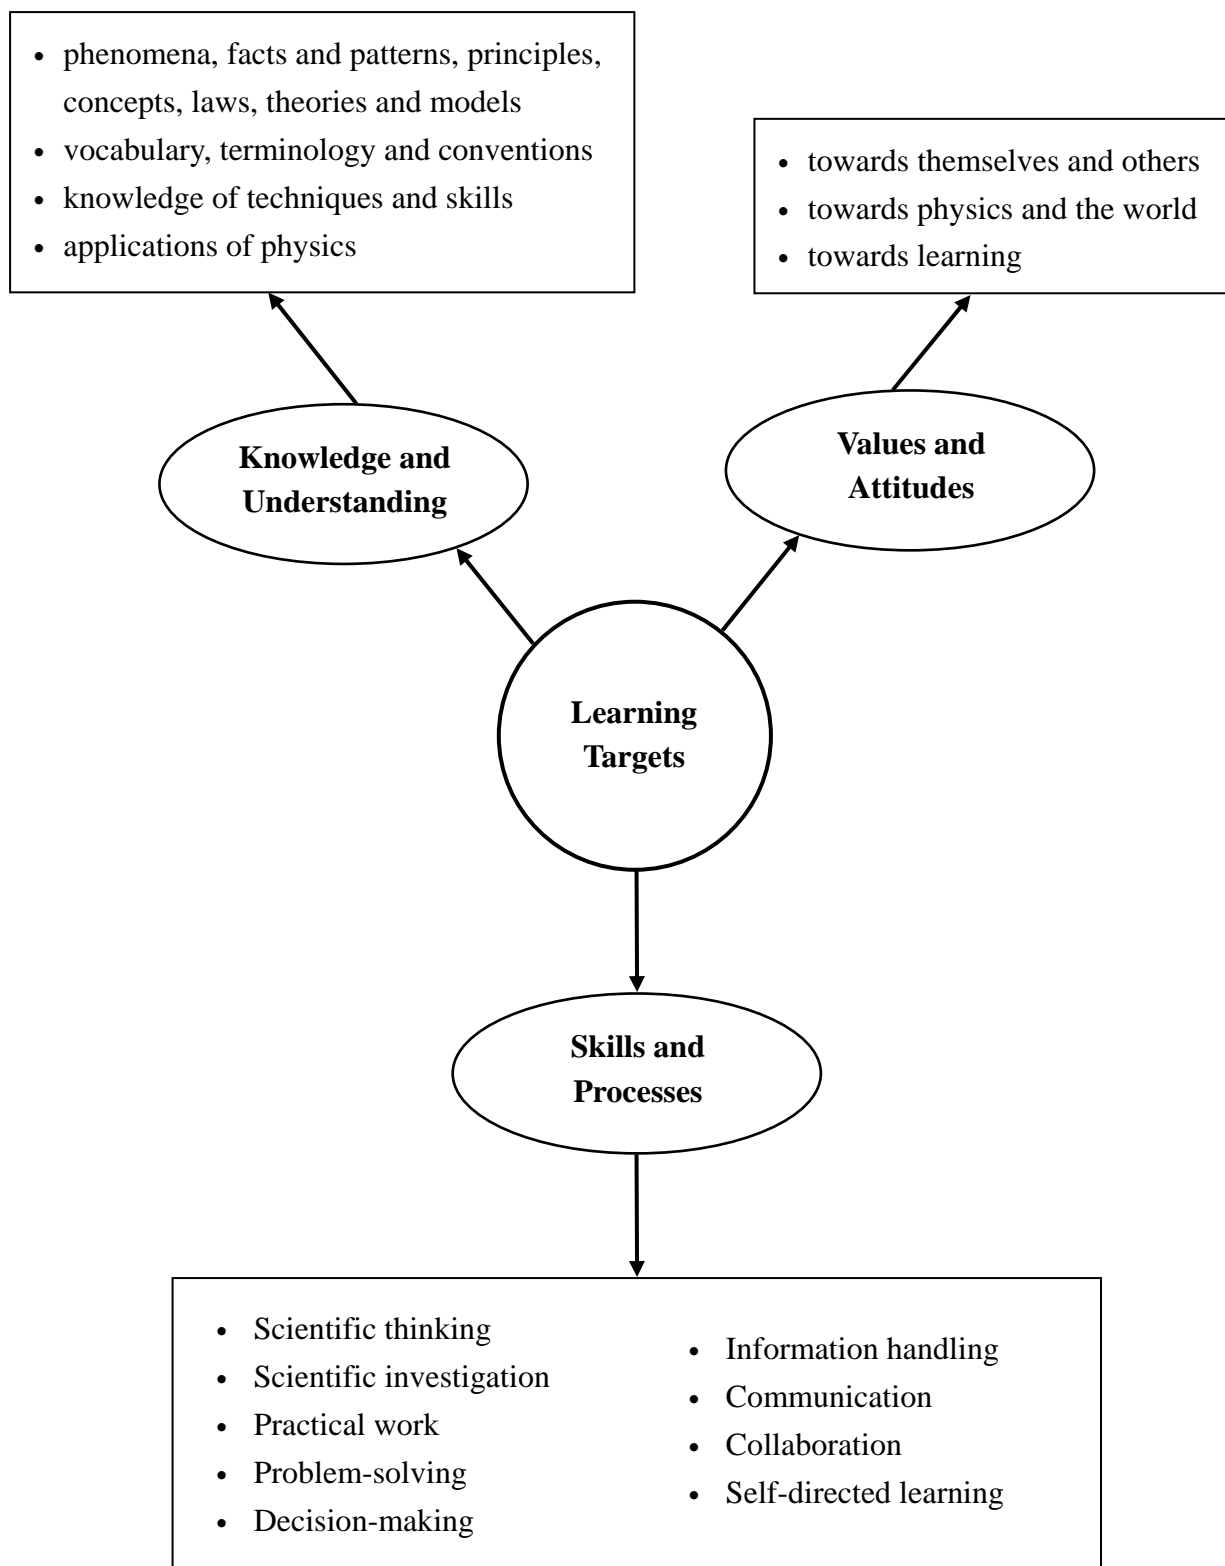 • phenomena, facts and patterns, principles,
concepts, laws, theories and models
• vocabulary, terminology and conventions
• knowledge of techniques and skills
• applications of physics
• towards themselves and others
• towards physics and the world
• towards learning
Knowledge and
Understanding
Values and
Attitudes
Learning
Targets
Skills and
Processes
• Scientific thinking
• Scientific investigation
• Practical work
• Problem-solving
• Decision-making
• Information handling
• Communication
• Collaboration
• Self-directed learning